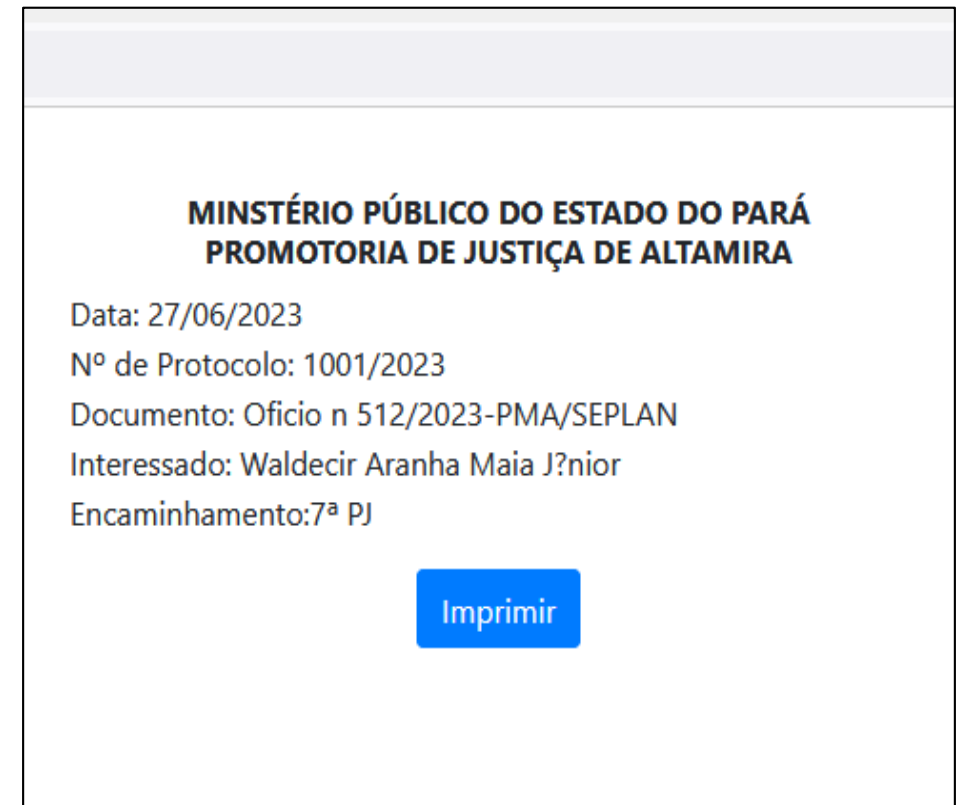 MINSTÉRIO PÚBLICO DO ESTADO DO PARÁ
PROMOTORIA DE JUSTIÇA DE ALTAMIRA
Data: 27/06/2023
Nº de Protocolo: 1001/2023
Documento: Oficio n 512/2023-PMA/SEPLAN
Interessado: Waldecir Aranha Maia J?nior
Encaminhamento:7ª PJ
Imprimir